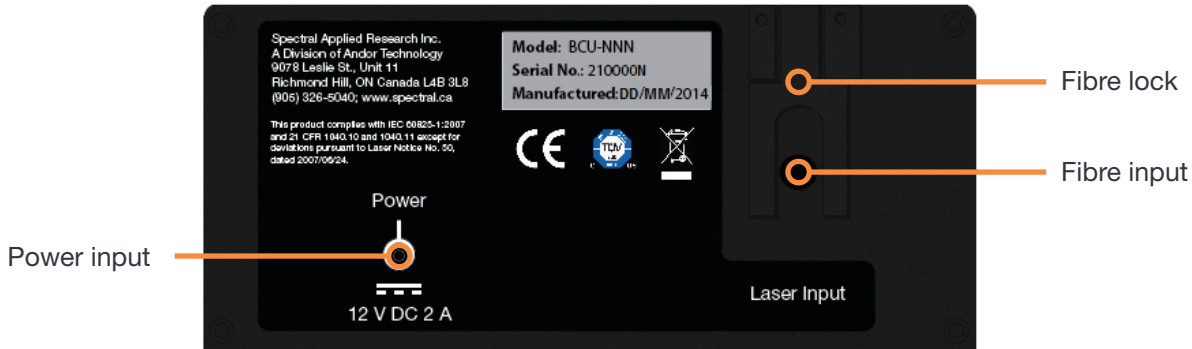 Spectral Applied Research Inc.
A Division of Andor Technology
9078 Leslie St., Unit 11
Richmond Hill, ON Canada L4B 3L8
(905) 326-5040; www.spectral.ca
This product complies with IEC 60825-1:2007
and 21 CFR 1040.10 and 1040.11 except for
deviations pursuant to Laser Notice No. 50,
dated 2007/06/24.
Model: BCU-NNN
Serial No.: 210000N
Manufactured:DD/MM/2014
CE
TÜV
C US
Power
12 V DC 2 A
Laser Input
Fibre lock
Fibre input
Power input